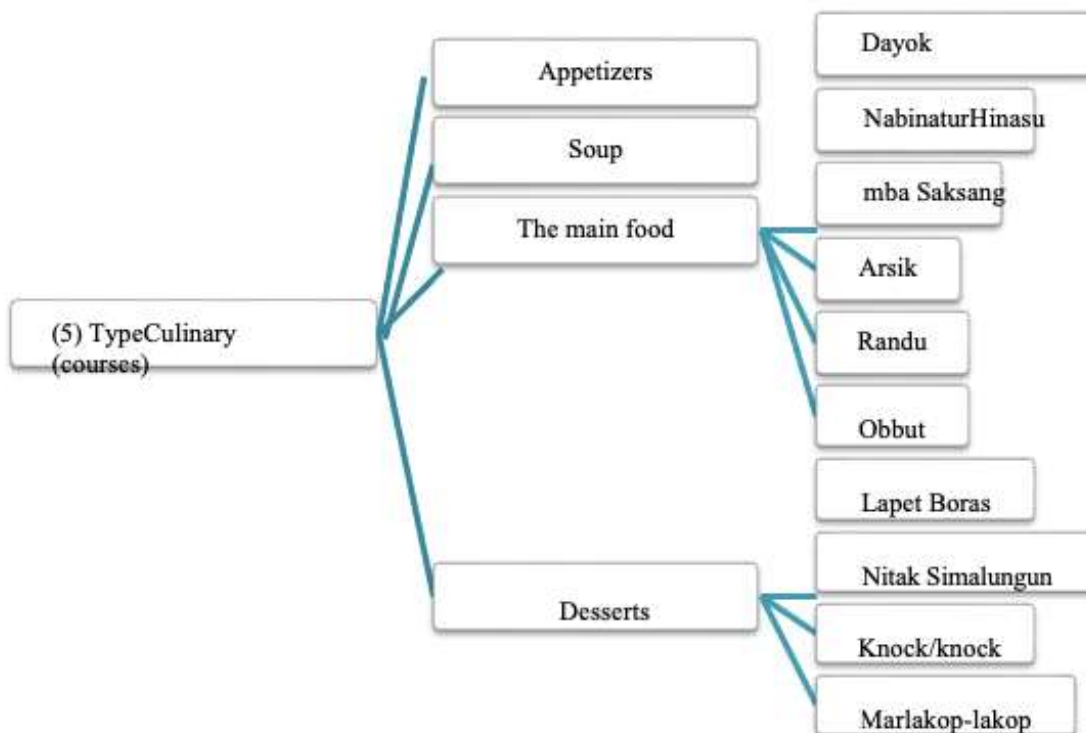 (5) TypeCulinary
(courses)
Appetizers
Soup
The main food
Desserts
Dayok
NabinaturHinasu
mba Saksang
Arsik
Randu
Obbut
Lapet Boras
Nitak Simalungun
Knock/knock
Marlakop-lakop